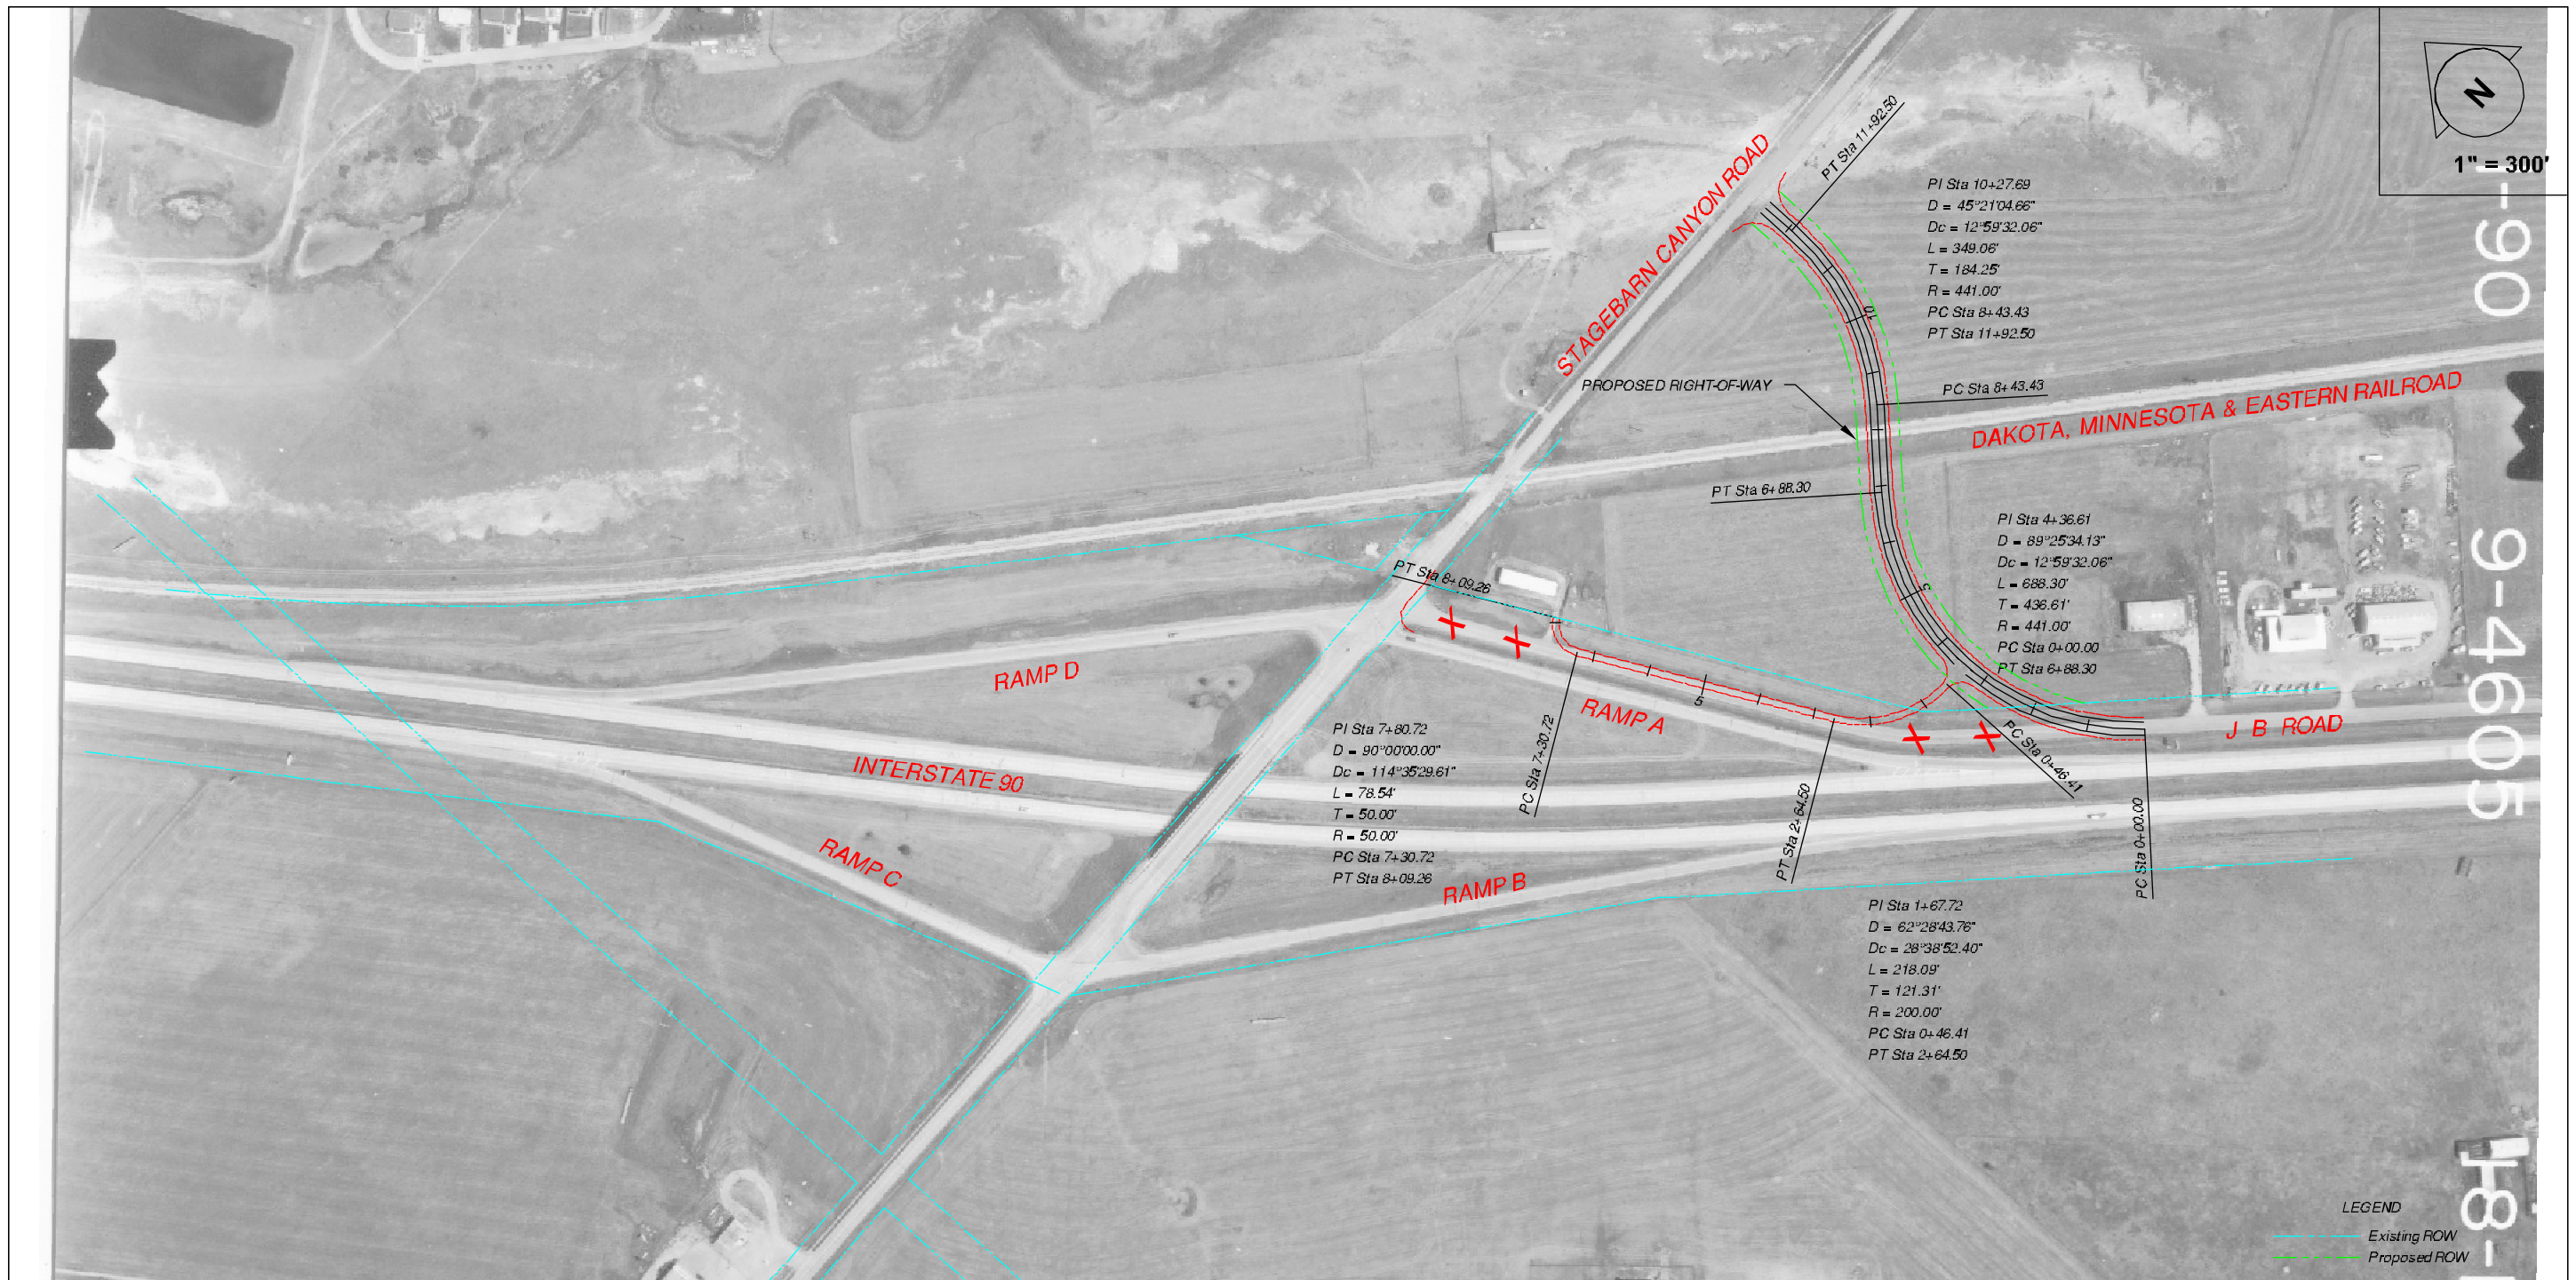 N
1" = 300'
PT Sta 11+92.50
STAGEBARN CANYON ROAD
PI Sta 10+27.69
D = 45°21'04.66"
Dc = 12°59'32.06"
L = 349.06'
T = 184.25'
R = 441.00'
PC Sta 8+43.43
PT Sta 11+92.50
10
-90
PROPOSED RIGHT-OF-WAY
PC Sta 8+43.43
DAKOTA, MINNESOTA & EASTERN RAILROAD
PT Sta 6+88.30
PI Sta 4+36.61
D = 89°25'34.13"
Dc = 12°59'32.06"
L = 688.30'
T = 436.61'
R = 441.00'
PC Sta 0+00.00
PT Sta 6+88.30
5
9-4605
PT Sta 8+09.26
X X
RAMP D
5
RAMP A
X X
J B ROAD
PC Sta 0+46.41
PI Sta 7+80.72
D = 90°00'00.00"
Dc = 114°35'29.61"
L = 78.54'
T = 50.00'
R = 50.00'
PC Sta 7+30.72
PT Sta 8+09.26
PC Sta 7+30.72
PT Sta 2+64.50
PC Sta 0+00.00
INTERSTATE 90
RAMP C
RAMP B
PI Sta 1+67.72
D = 62°28'43.76"
Dc = 28°38'52.40"
L = 218.09'
T = 121.31'
R = 200.00'
PC Sta 0+46.41
PT Sta 2+64.50
LEGEND
Existing ROW
Proposed ROW